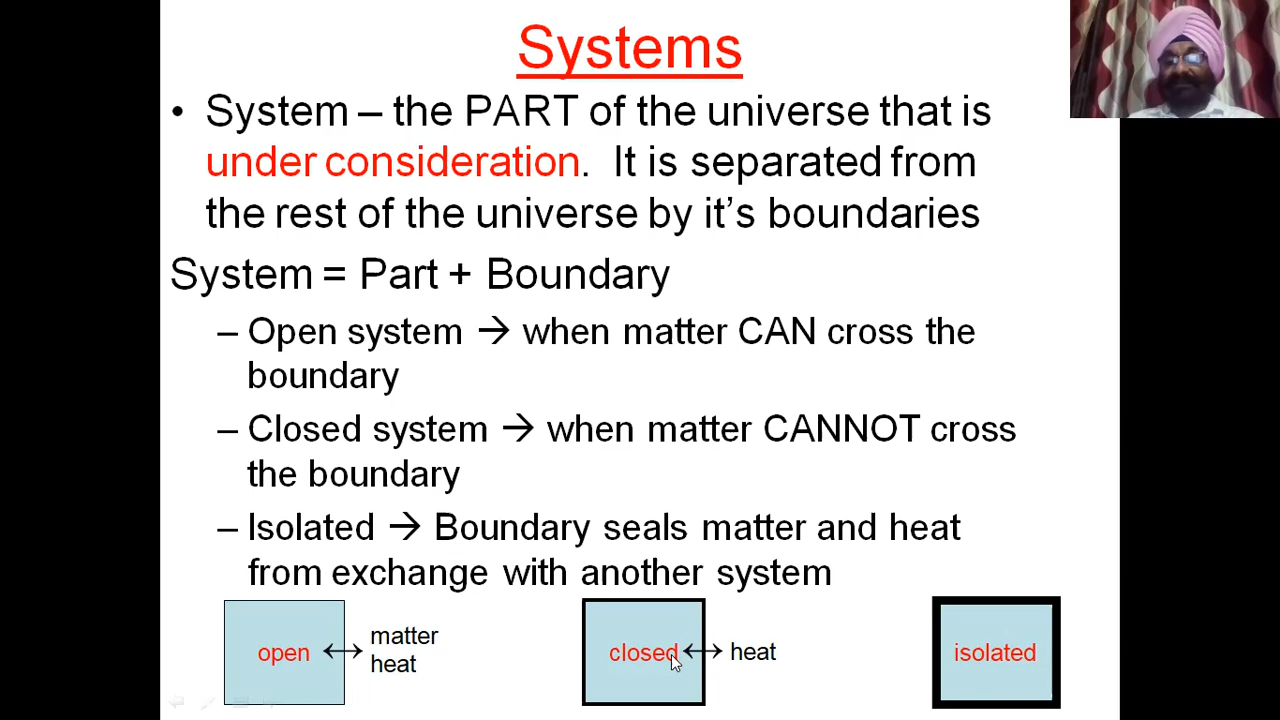 Systems
• System – the PART of the universe that is
under consideration. It is separated from
the rest of the universe by it’s boundaries
System = Part + Boundary
– Open system → when matter CAN cross the
boundary
– Closed system → when matter CANNOT cross
the boundary
– Isolated → Boundary seals matter and heat
from exchange with another system
open ↔ matter
heat
closed ↔ heat
isolated